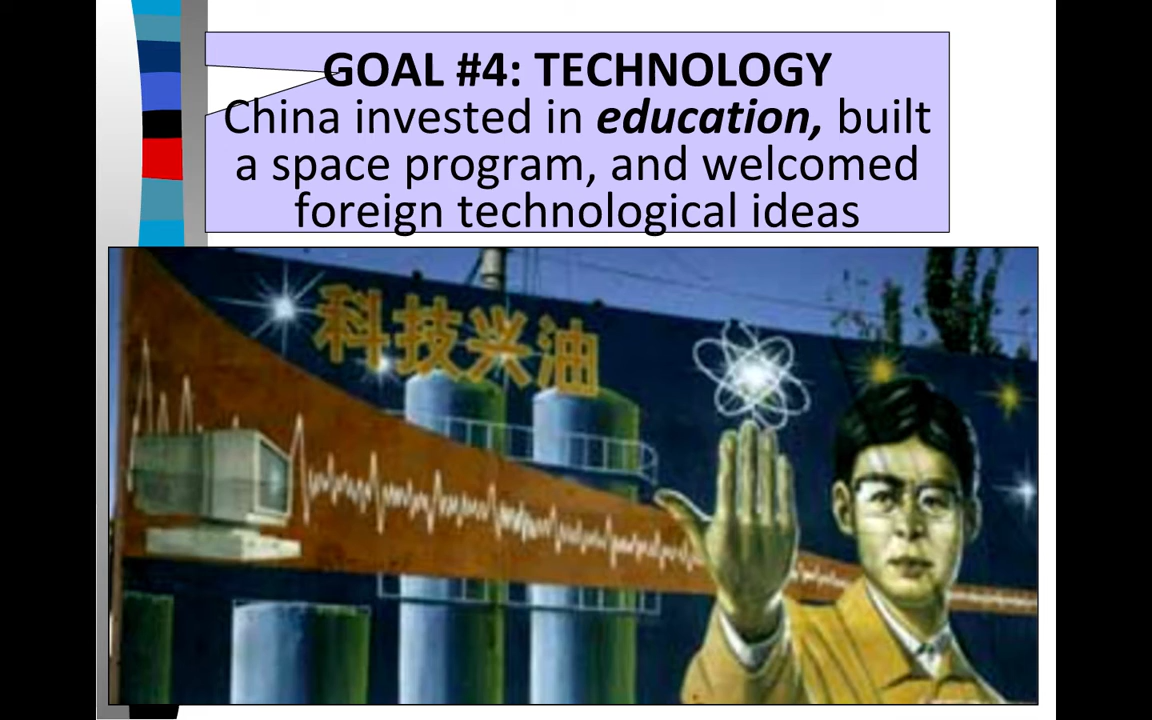 GOAL #4: TECHNOLOGY
China invested in education, built
a space program, and welcomed
foreign technological ideas
科技兴油